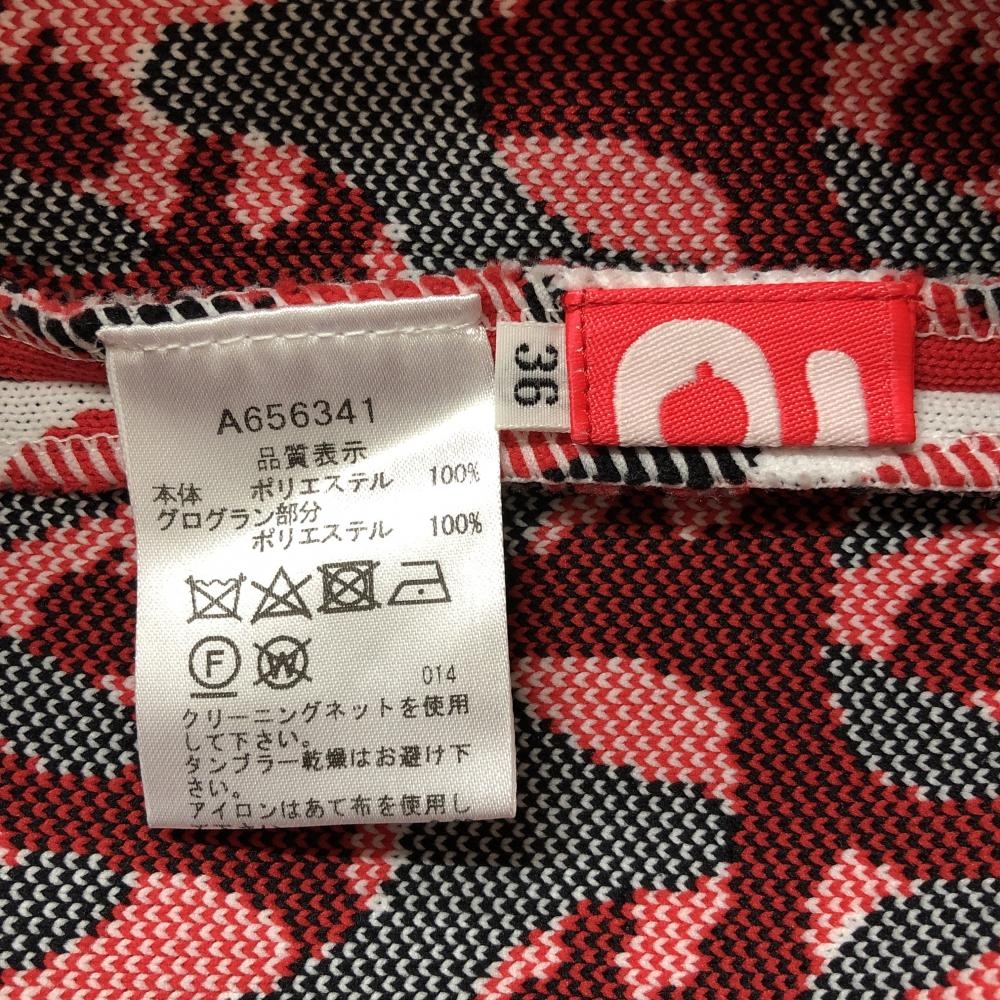 A656341
品質表示
本体 ポリエステル 100%
グログラン部分
ポリエステル 100%
F W
014
クリーニングネットを使用
して下さい。
タンブラー乾燥はお避け下
さい。
アイロンはあて布を使用し
36